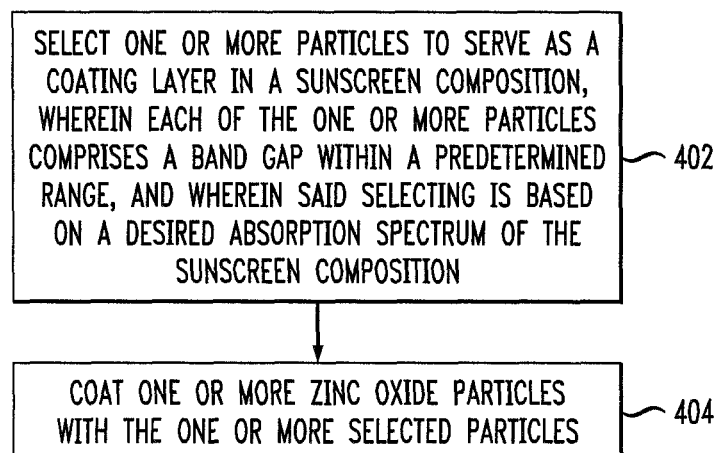 SELECT ONE OR MORE PARTICLES TO SERVE AS A
COATING LAYER IN A SUNSCREEN COMPOSITION,
WHEREIN EACH OF THE ONE OR MORE PARTICLES
COMPRISES A BAND GAP WITHIN A PREDETERMINED
RANGE, AND WHEREIN SAID SELECTING IS BASED
ON A DESIRED ABSORPTION SPECTRUM OF THE
SUNSCREEN COMPOSITION
402
COAT ONE OR MORE ZINC OXIDE PARTICLES
WITH THE ONE OR MORE SELECTED PARTICLES
404